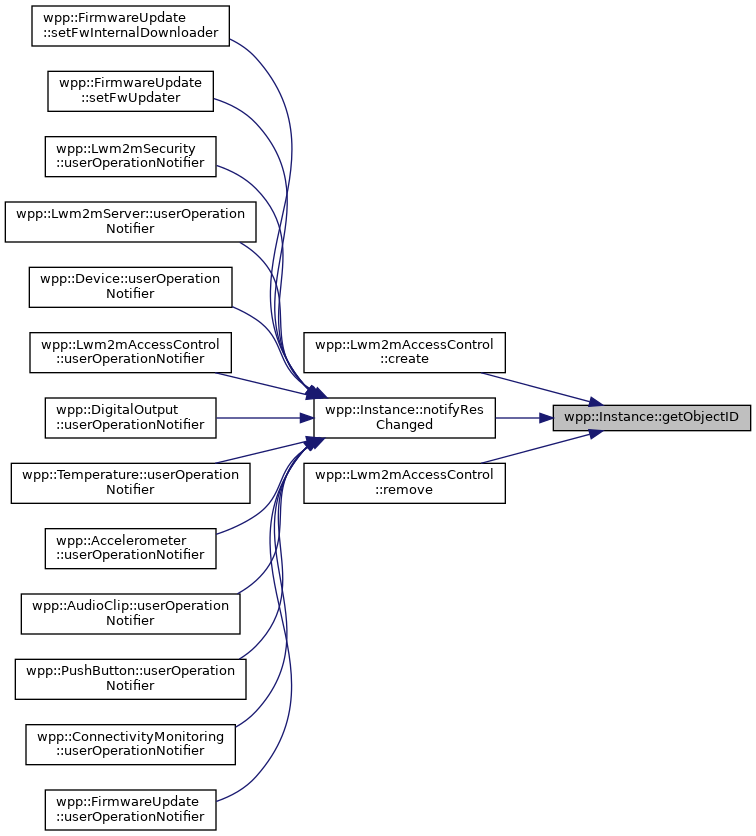 wpp::FirmwareUpdate
::setFwInternalDownloader
wpp::FirmwareUpdate
::setFwUpdater
wpp::Lwm2mSecurity
::userOperationNotifier
wpp::Lwm2mServer::userOperation
Notifier
wpp::Device::userOperation
Notifier
wpp::Lwm2mAccessControl
::userOperationNotifier
wpp::DigitalOutput
::userOperationNotifier
wpp::Temperature::userOperation
Notifier
wpp::Accelerometer
::userOperationNotifier
wpp::AudioClip::userOperation
Notifier
wpp::PushButton::userOperation
Notifier
wpp::ConnectivityMonitoring
::userOperationNotifier
wpp::FirmwareUpdate
::userOperationNotifier
wpp::Lwm2mAccessControl
::create
wpp::Instance::notifyRes
Changed
wpp::Lwm2mAccessControl
::remove
wpp::Instance::getObjectID